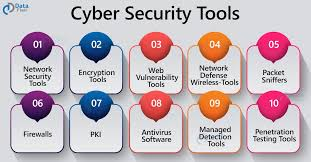 Data
Flair
Cyber Security Tools
01
02
03
04
05
Network
Security
Tools
Encryption
Tools
Web
Vulnerability
Tools
Network
Defense
Wireless-Tools
Packet
Sniffers
06
07
08
09
10
Firewalls
PKI
Antivirus
Software
Managed
Detection Tools
Penetration
Testing Tools